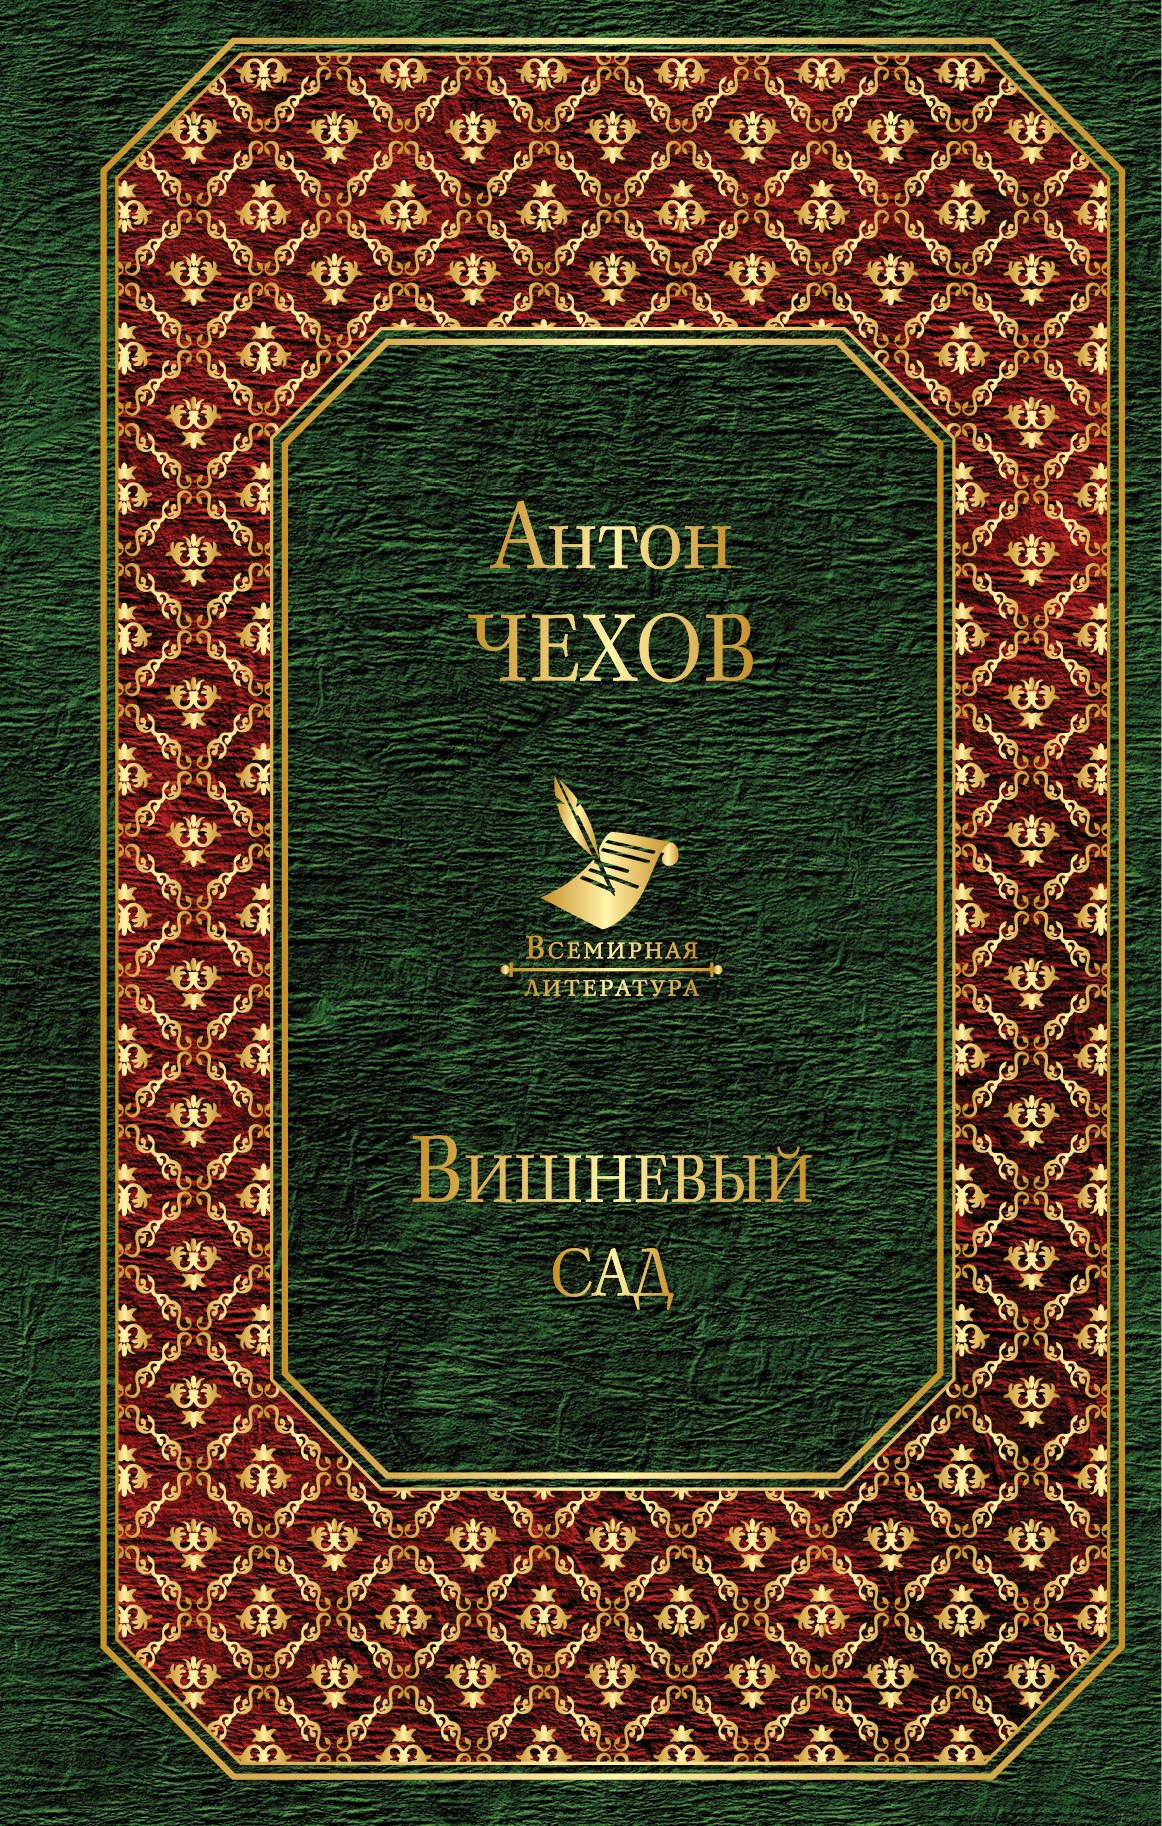 Антон
ЧЕХОВ
Всемирная
литература
Вишневый
сад